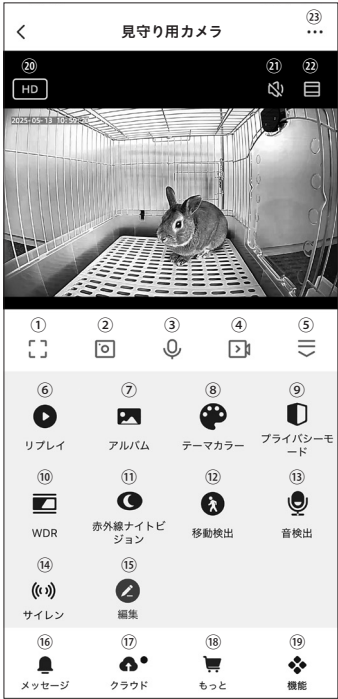 ㉓
見守り用カメラ
⑳ ㉑ ㉒
HD
2025-05-13 10:59:20
① ② ③ ④ ⑤
⑥ ⑦ ⑧ ⑨
リプレイ アルバム テーマカラー プライバシーモ
ード
⑩ ⑪ ⑫ ⑬
WDR 赤外線ナイトビ 移動検出 音検出
ジョン
⑭ ⑮
サイレン 編集
⑯ ⑰ ⑱ ⑲
メッセージ クラウド もっと 機能